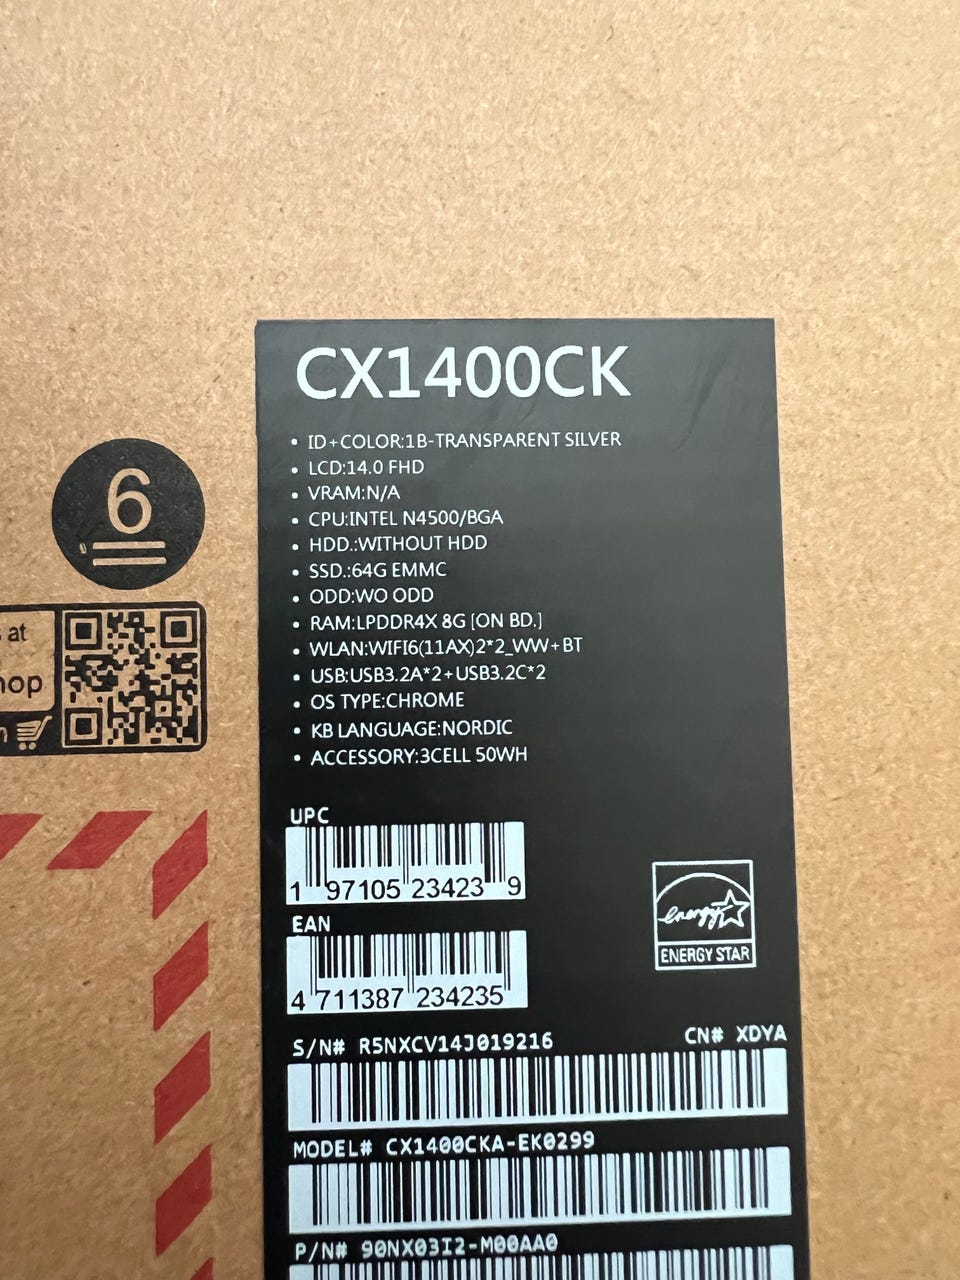 CX1400CK
• ID+COLOR:1B-TRANSPARENT SILVER
• LCD:14.0 FHD
• VRAM:N/A
• CPU:INTEL N4500/BGA
• HDD.:WITHOUT HDD
• SSD.:64G EMMC
• ODD:WO ODD
• RAM:LPDDR4X 8G [ON BD.]
• WLAN:WIFI6(11AX)2*2_WW+BT
• USB:USB3.2A*2+USB3.2C*2
• OS TYPE:CHROME
• KB LANGUAGE:NORDIC
• ACCESSORY:3CELL 50WH
6
at
UPC
1 97105 23423 9
EAN
4 711387 234235
energy
ENERGY STAR
S/N# R5NXCV14J019216 CN# XDYA
MODEL# CX1400CKA-EK0299
P/N# 90NX03I2-M00AA0